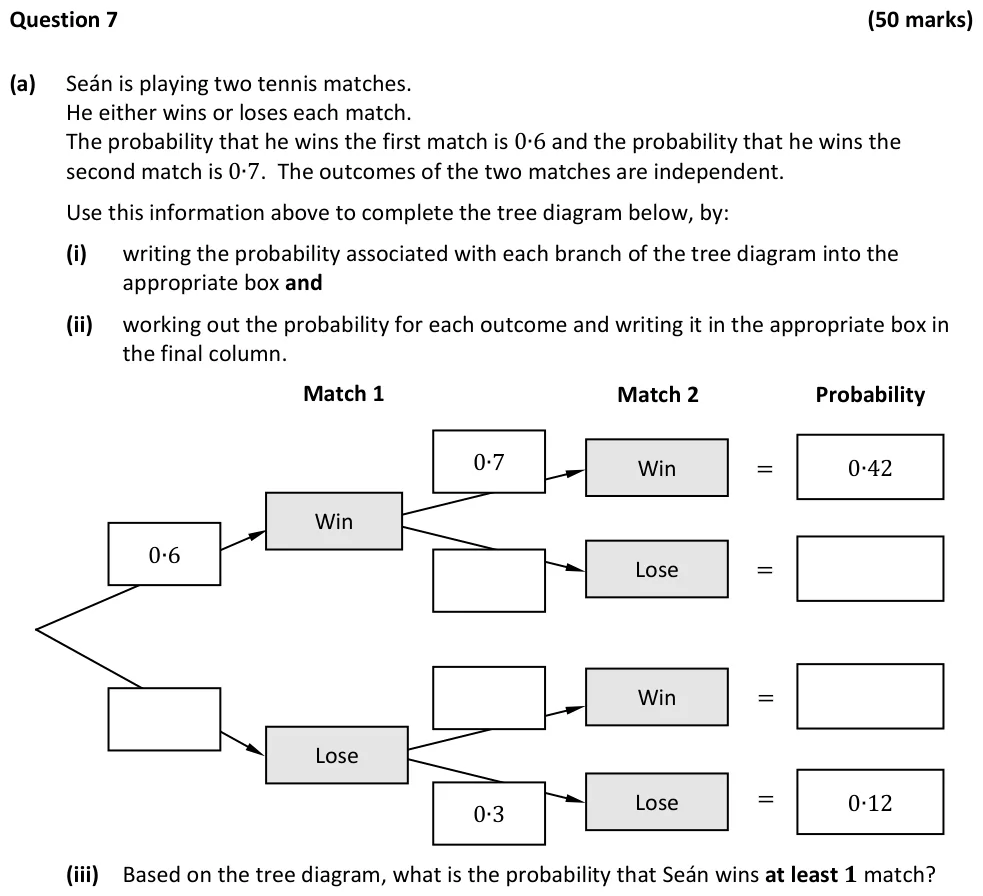 Question 7 (50 marks)
(a) Seán is playing two tennis matches.
He either wins or loses each match.
The probability that he wins the first match is 0·6 and the probability that he wins the
second match is 0·7. The outcomes of the two matches are independent.
Use this information above to complete the tree diagram below, by:
(i) writing the probability associated with each branch of the tree diagram into the
appropriate box and
(ii) working out the probability for each outcome and writing it in the appropriate box in
the final column.
Match 1 Match 2 Probability
0·7 Win = 0·42
Win
0·6
Lose =
Win =
Lose
0·3 Lose = 0·12
(iii) Based on the tree diagram, what is the probability that Seán wins at least 1 match?